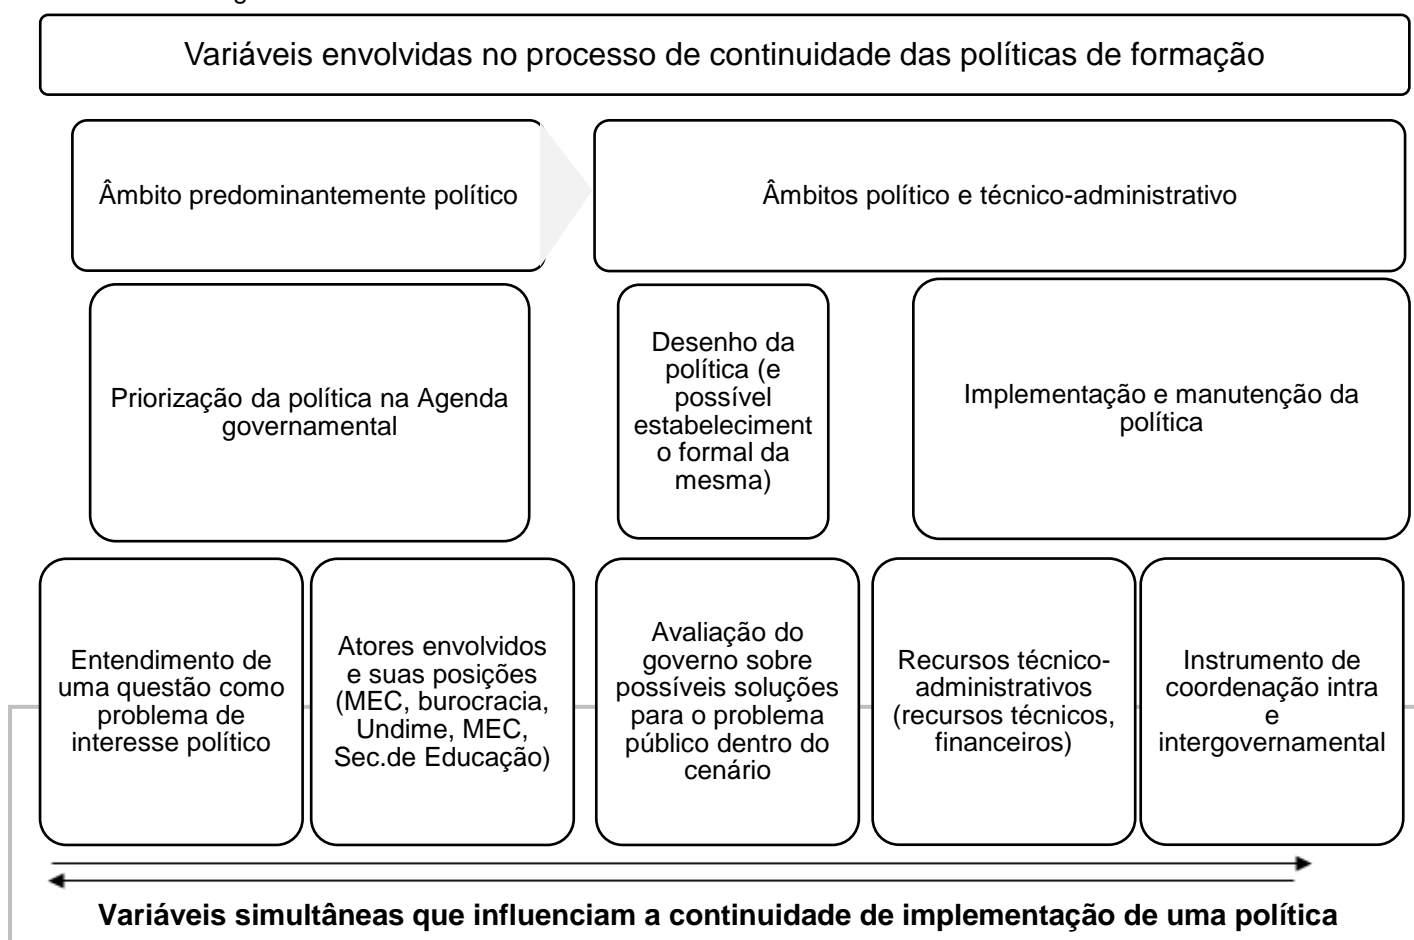 Variáveis envolvidas no processo de continuidade das políticas de formação
Âmbito predominantemente político
Âmbitos político e técnico-administrativo
Priorização da política na Agenda
governamental
Desenho da
política (e
possível
estabeleciment
o formal da
mesma)
Implementação e manutenção da
política
Entendimento de
uma questão como
problema de
interesse político
Atores envolvidos
e suas posições
(MEC, burocracia,
Undime, MEC,
Sec.de Educação)
Avaliação do
governo sobre
possíveis soluções
para o problema
público dentro do
cenário
Recursos técnico-
administrativos
(recursos técnicos,
financeiros)
Instrumento de
coordenação intra
e
intergovernamental
Variáveis simultâneas que influenciam a continuidade de implementação de uma política